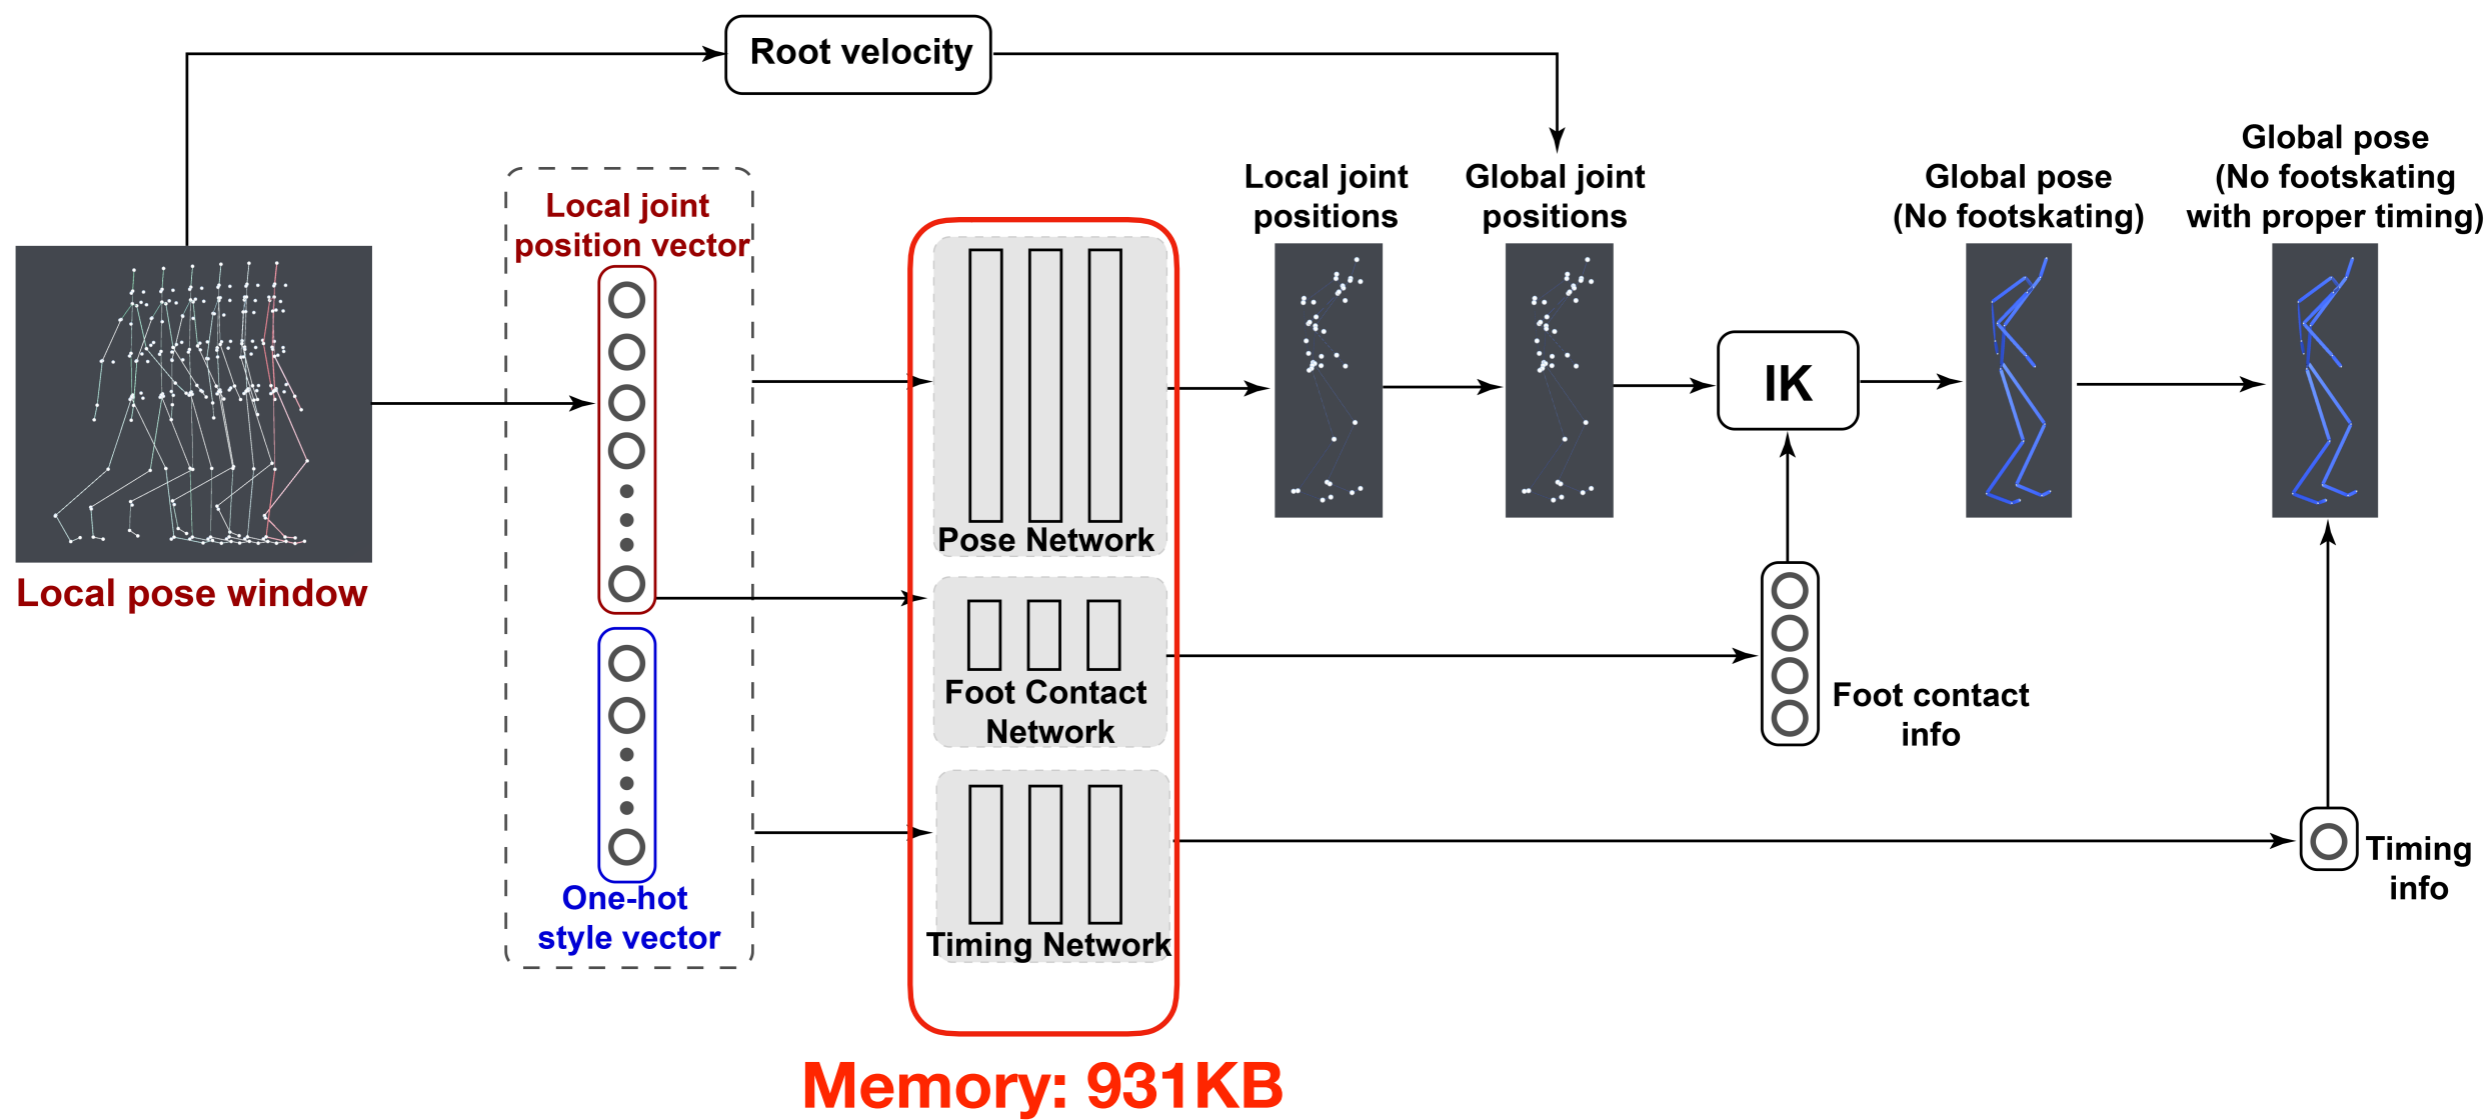 Root velocity
Global pose
(No footskating
with proper timing)
Local joint
positions
Global joint
positions
Global pose
(No footskating)
Local joint
position vector
IK
Pose Network
Local pose window
Foot Contact
Network
Foot contact
info
Timing
info
One-hot
style vector
Timing Network
Memory: 931KB